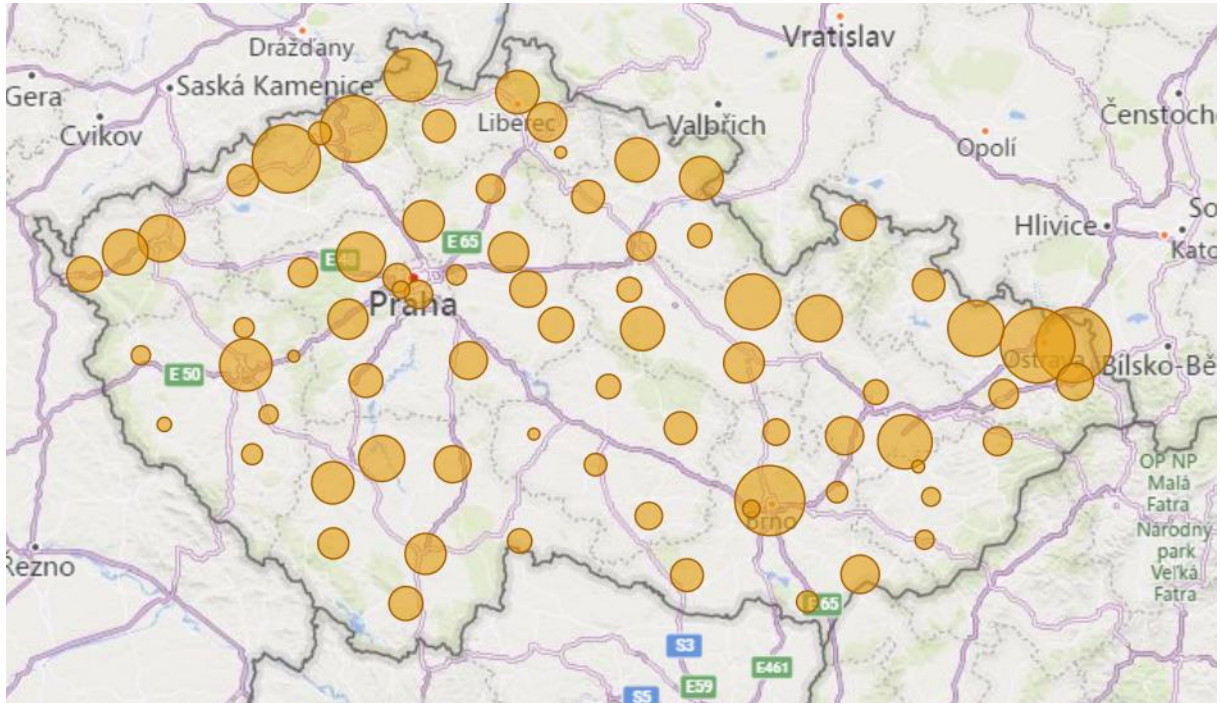 Drážďany
Vratislav
Gera
Saská Kamenice
Cvikov
Liberec
Valbřich
Čenstoch
Opolí
Hlivice
So
Kato
E 65
E 48
Praha
Ostrava
Bílsko-Bě
E 50
OP NP
Malá
Fatra
Brno
Národný
park
Veľká
Fatra
Řezno
E 65
S3
E461
E59
S5